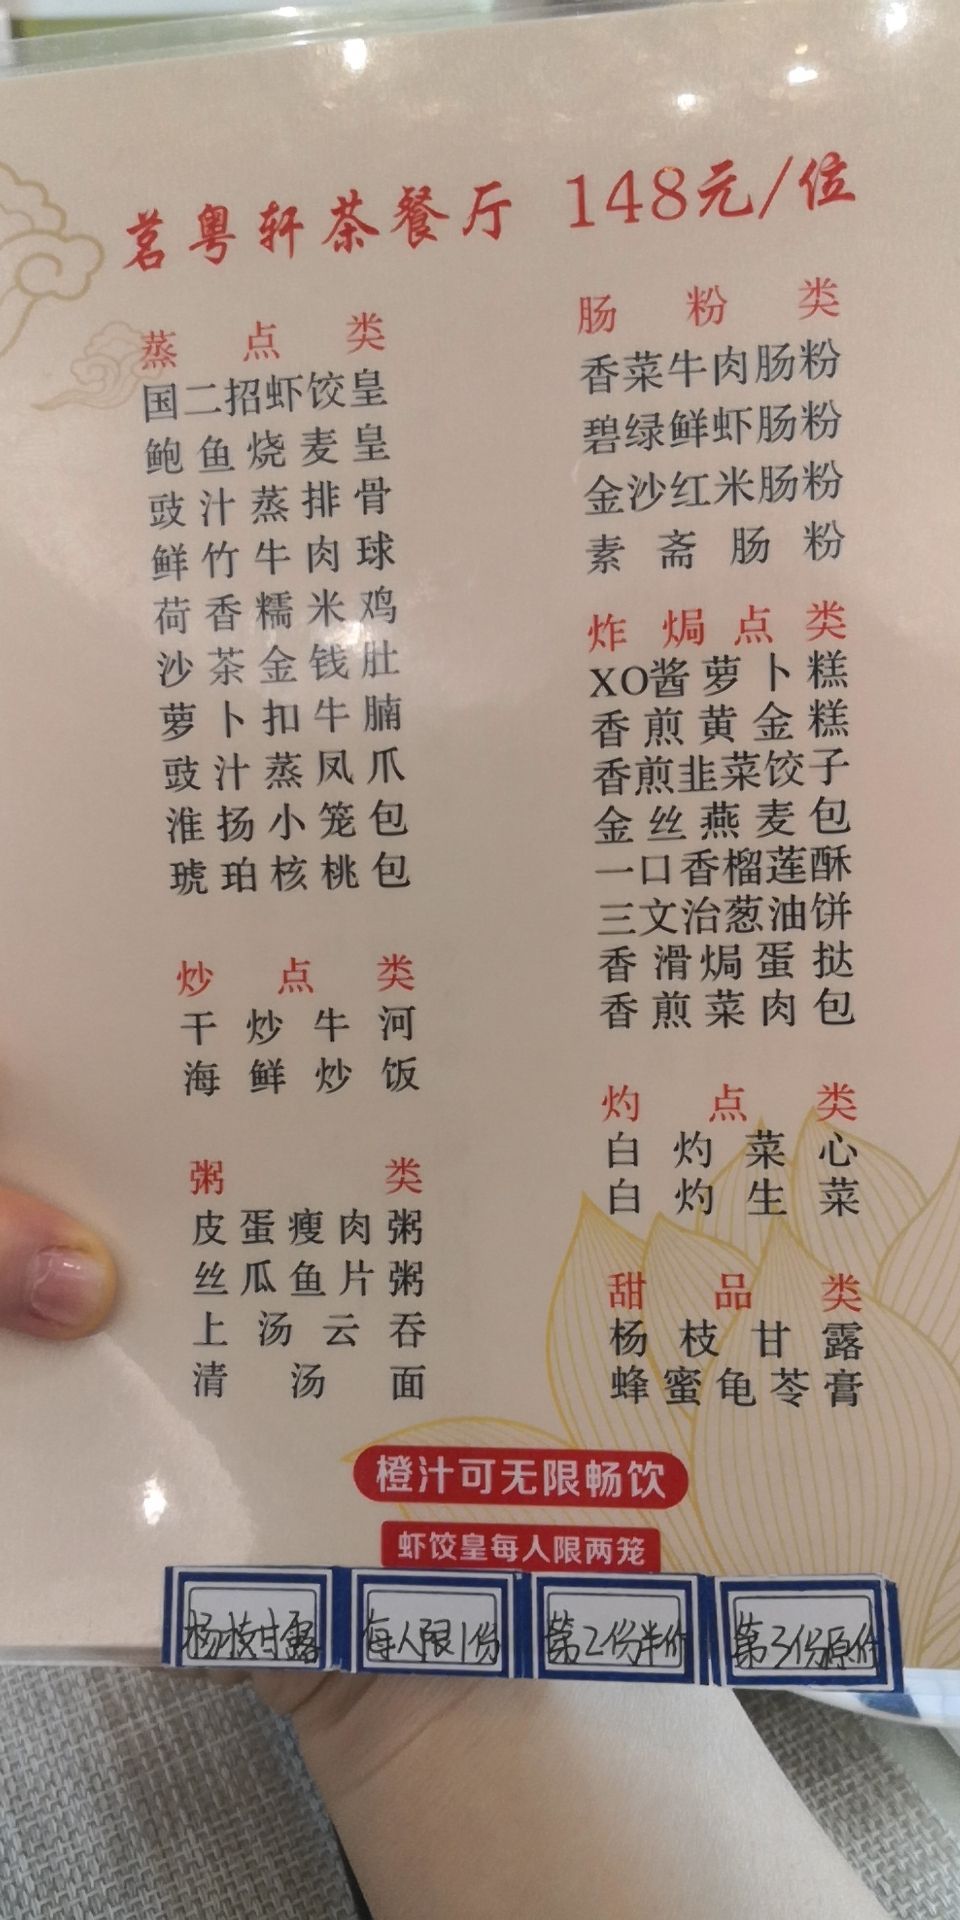 茗粤轩茶餐厅 148元/位
蒸点类
国二招虾饺皇
鲍鱼烧麦皇
豉汁蒸排骨
鲜竹牛肉球
荷香糯米鸡
沙茶金钱肚
萝卜扣牛腩
豉汁蒸凤爪
淮扬小笼包
琥珀核桃包
炒点类
干炒牛河
海鲜炒饭
粥类
皮蛋瘦肉粥
丝瓜鱼片粥
上汤云吞
清汤面
肠粉类
香菜牛肉肠粉
碧绿鲜虾肠粉
金沙红米肠粉
素斋肠粉
炸焗点类
XO酱萝卜糕
香煎黄金糕
香煎韭菜饺子
金丝燕麦包
一口香榴莲酥
三文治葱油饼
香滑焗蛋挞
香煎菜肉包
灼点类
白灼菜心
白灼生菜
甜品类
杨枝甘露
蜂蜜龟苓膏
橙汁可无限畅饮
虾饺皇每人限两笼
杨枝甘露 每人限1份 第2份半价 第3份原价